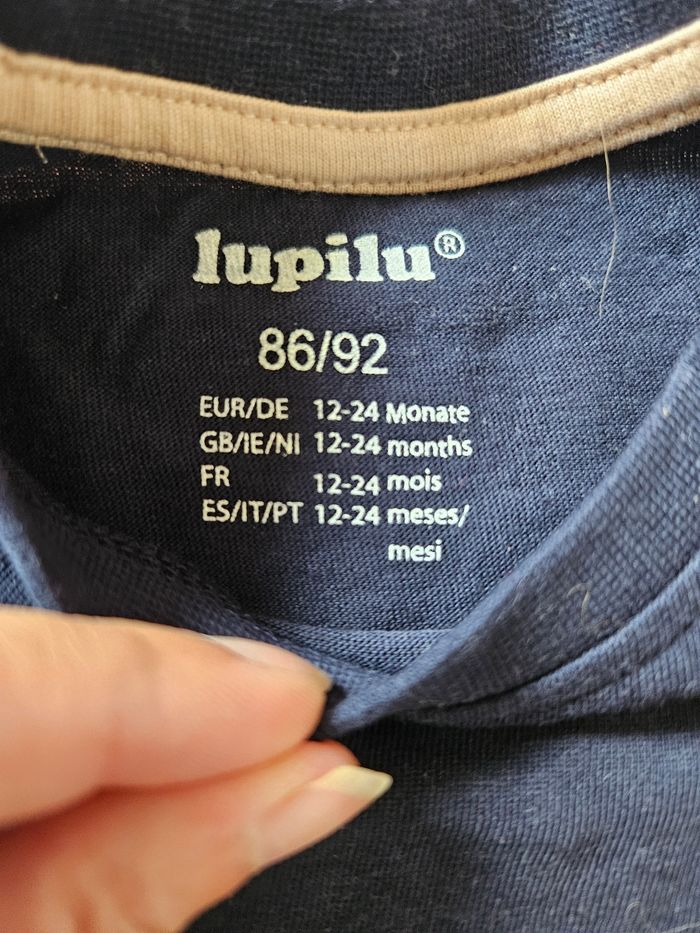 lupilu®
86/92
EUR/DE 12-24 Monate
GB/IE/NI 12-24 months
FR 12-24 mois
ES/IT/PT 12-24 meses/
mesi